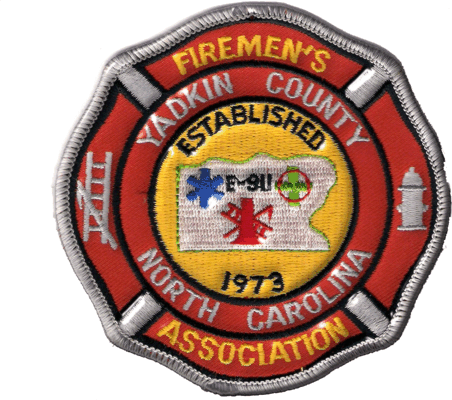 FIREMEN'S
YADKIN COUNTY
ESTABLISHED
E-911
1973
NORTH CAROLINA
ASSOCIATION